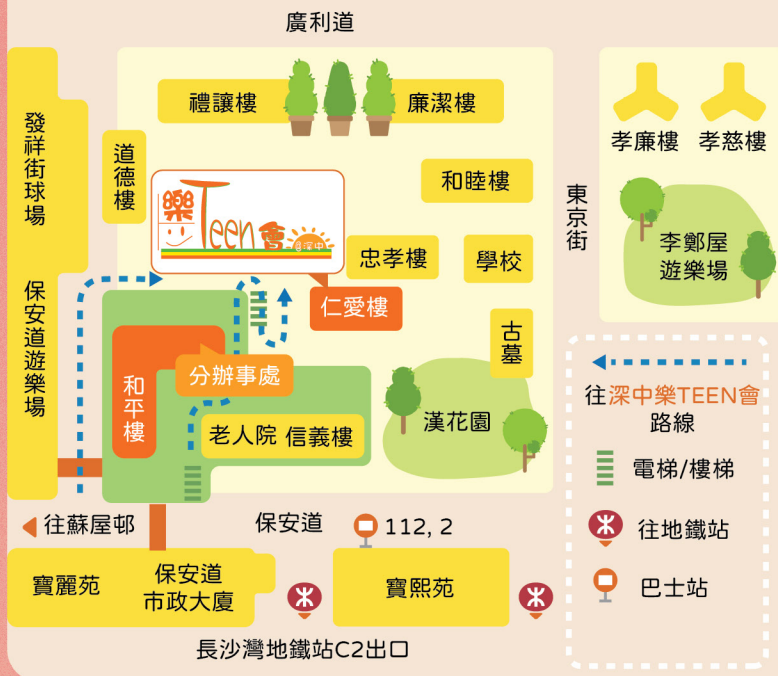 廣利道
禮讓樓
廉潔樓
發祥街球場
道德樓
和睦樓
孝廉樓
孝慈樓
東京街
李鄭屋
遊樂場
樂Teen會
深中
忠孝樓
學校
仁愛樓
保安道遊樂場
古墓
和平樓
分辦事處
老人院 信義樓
漢花園
往深中樂TEEN會
路線
電梯/樓梯
往地鐵站
巴士站
往蘇屋邨
保安道
112, 2
寶麗苑
保安道
市政大廈
寶熙苑
長沙灣地鐵站C2出口